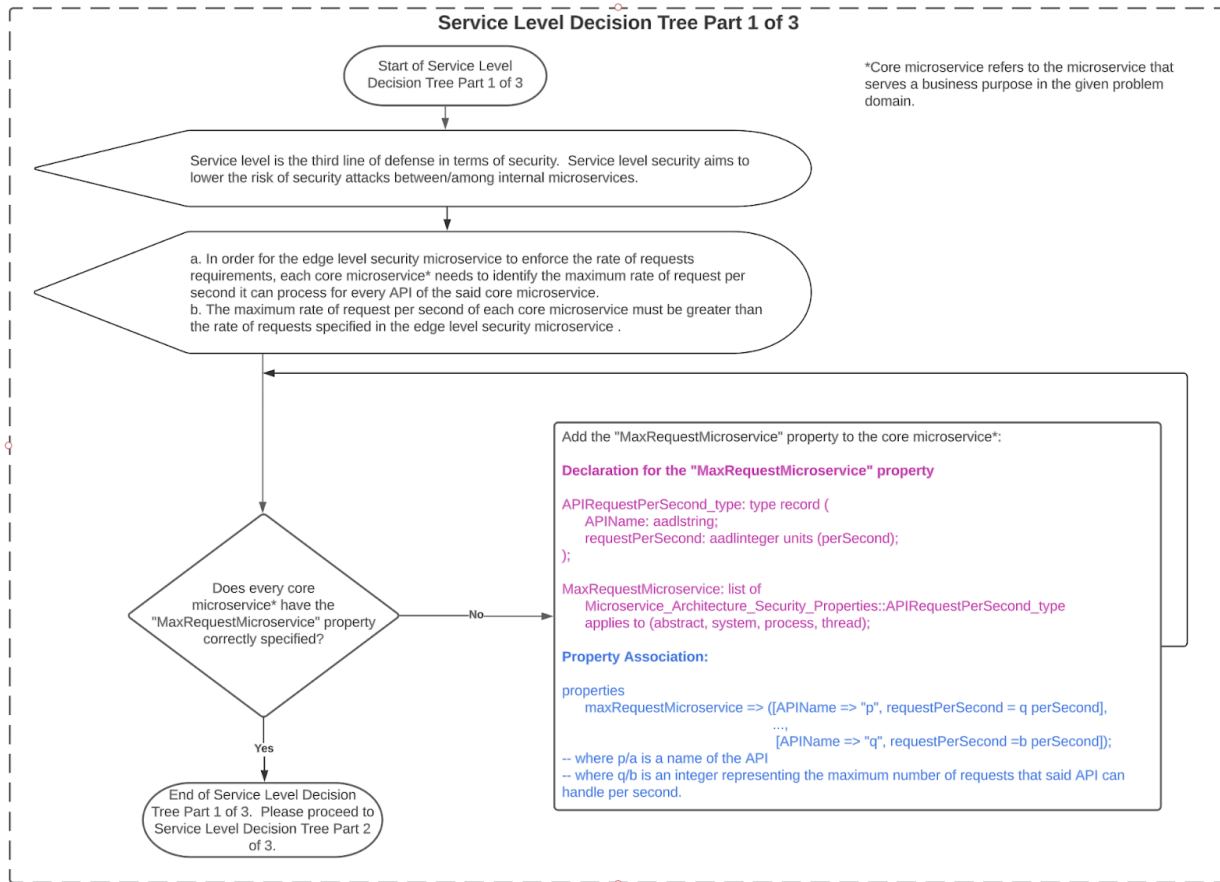 Service Level Decision Tree Part 1 of 3
Start of Service Level
Decision Tree Part 1 of 3
*Core microservice refers to the microservice that
serves a business purpose in the given problem
domain.
Service level is the third line of defense in terms of security.  Service level security aims to
lower the risk of security attacks between/among internal microservices.
a. In order for the edge level security microservice to enforce the rate of requests
requirements, each core microservice* needs to identify the maximum rate of request per
second it can process for every API of the said core microservice.
b. The maximum rate of request per second of each core microservice must be greater than
the rate of requests specified in the edge level security microservice .
Does every core
microservice* have the
"MaxRequestMicroservice" property
correctly specified?
No
Add the "MaxRequestMicroservice" property to the core microservice*:
Declaration for the "MaxRequestMicroservice" property
APIRequestPerSecond_type: type record (
APIName: aadlstring;
requestPerSecond: aadlinteger units (perSecond);
);
MaxRequestMicroservice: list of
Microservice_Architecture_Security_Properties::APIRequestPerSecond_type
applies to (abstract, system, process, thread);
Property Association:
properties
maxRequestMicroservice => ([APIName => "p", requestPerSecond = q perSecond],
...,
[APIName => "q", requestPerSecond =b perSecond]);
-- where p/a is a name of the API
-- where q/b is an integer representing the maximum number of requests that said API can
handle per second.
Yes
End of Service Level Decision
Tree Part 1 of 3.  Please proceed to
Service Level Decision Tree Part 2
of 3.